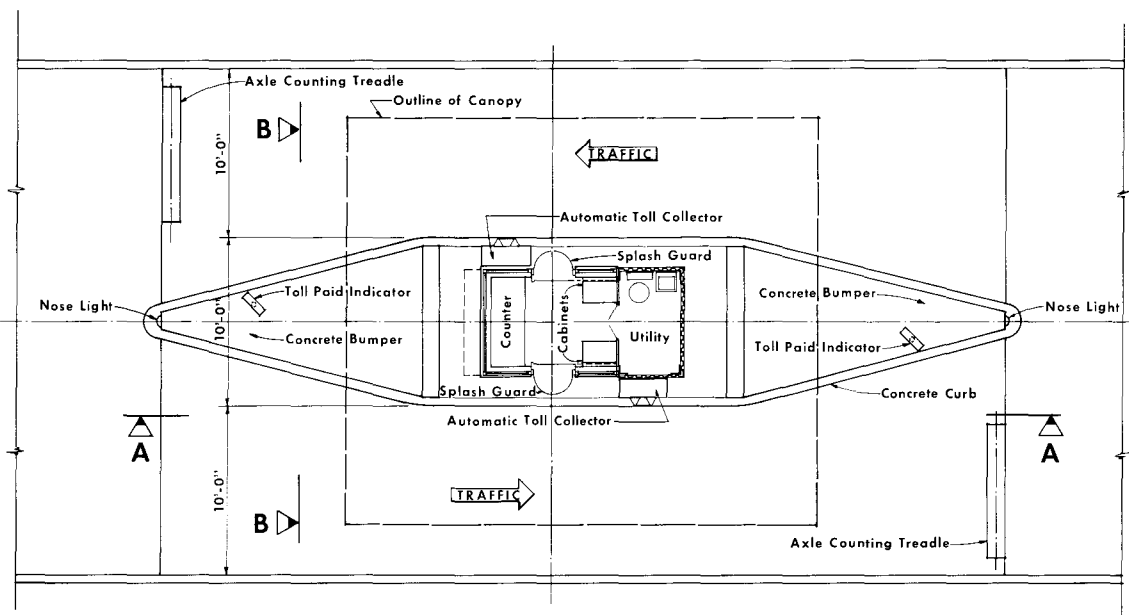 Axle Counting Treadle
Outline of Canopy
B
TRAFFIC
10'-0"
Automatic Toll Collector
Splash Guard
Toll Paid Indicator
Concrete Bumper
Nose Light
Nose Light
10'-0"
Counter
Cabinets
Utility
Concrete Bumper
Toll Paid Indicator
Splash Guard
Concrete Curb
Automatic Toll Collector
A
A
10'-0"
TRAFFIC
B
Axle Counting Treadle